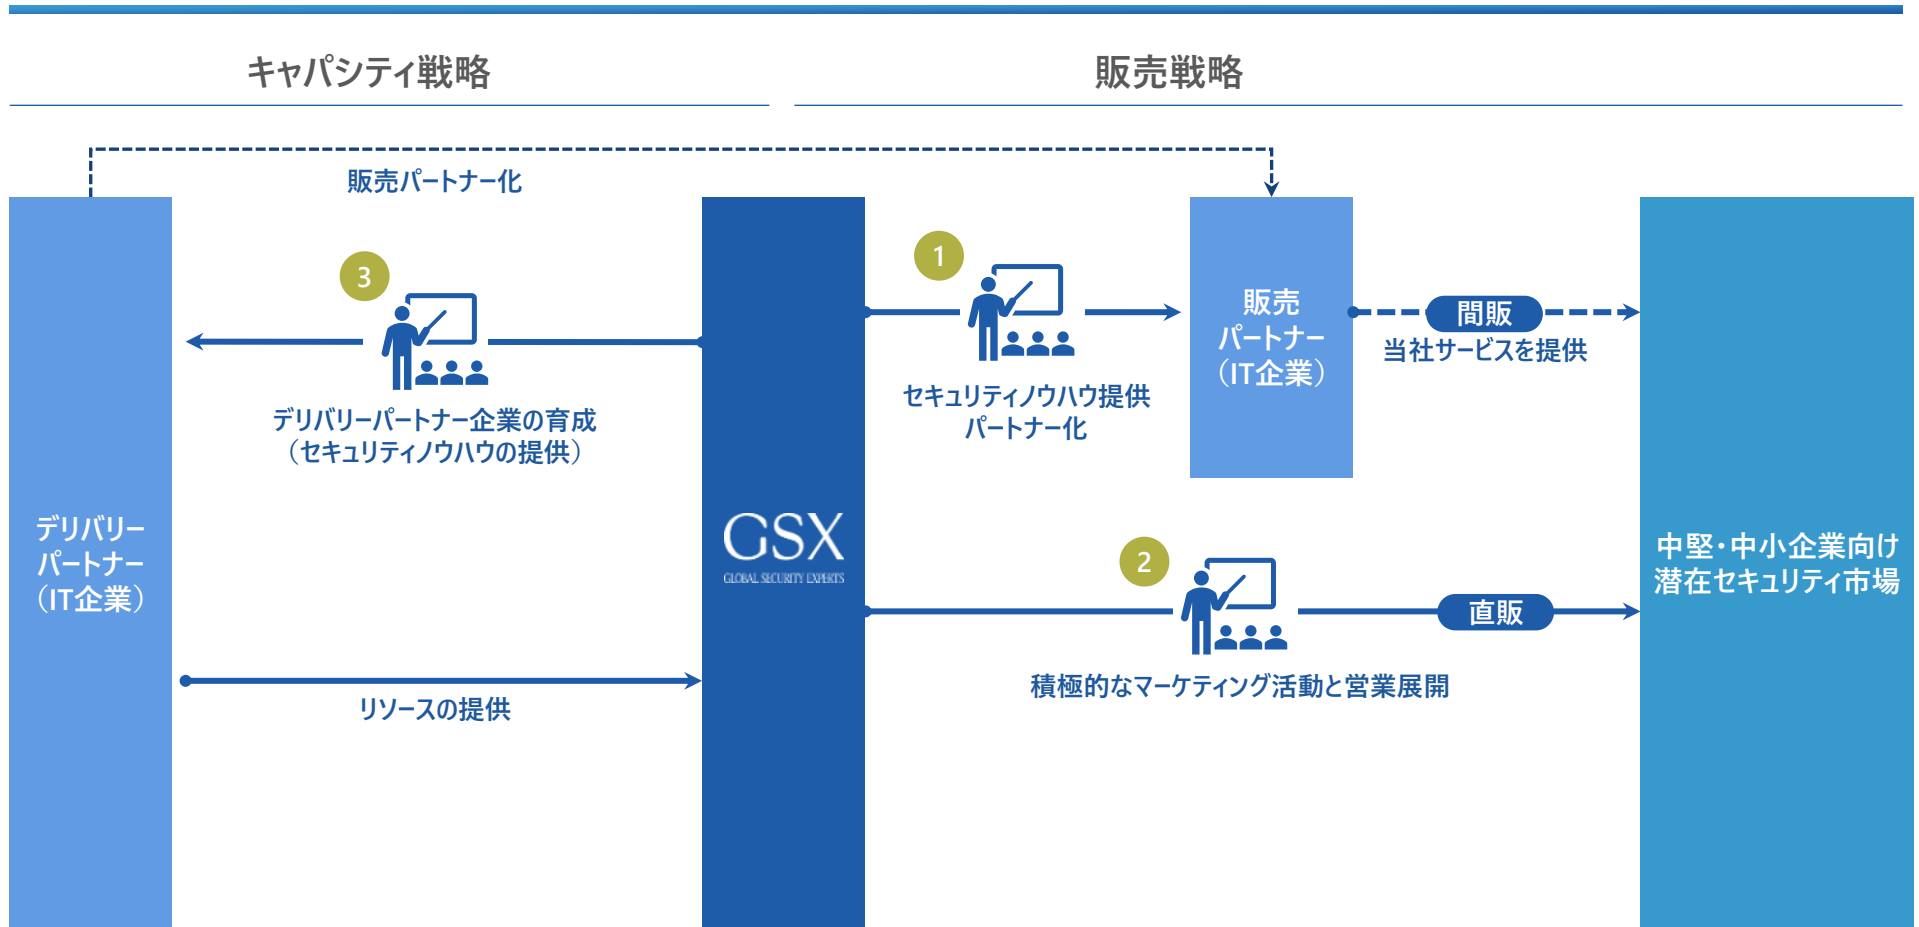 キャパシティ戦略
販売戦略
販売パートナー化
3
デリバリーパートナー企業の育成
（セキュリティノウハウの提供）
デリバリー
パートナー
（IT企業）
リソースの提供
GSX
GLOBAL SECURITY EXPERTS
1
セキュリティノウハウ提供
パートナー化
販売
パートナー
（IT企業）
間販
当社サービスを提供
2
直販
積極的なマーケティング活動と営業展開
中堅・中小企業向け
潜在セキュリティ市場